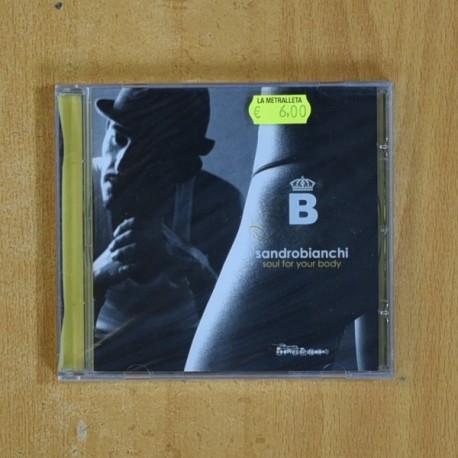 LA METRALLETA
€ 6,00
B
sandrobianchi
soul for your body